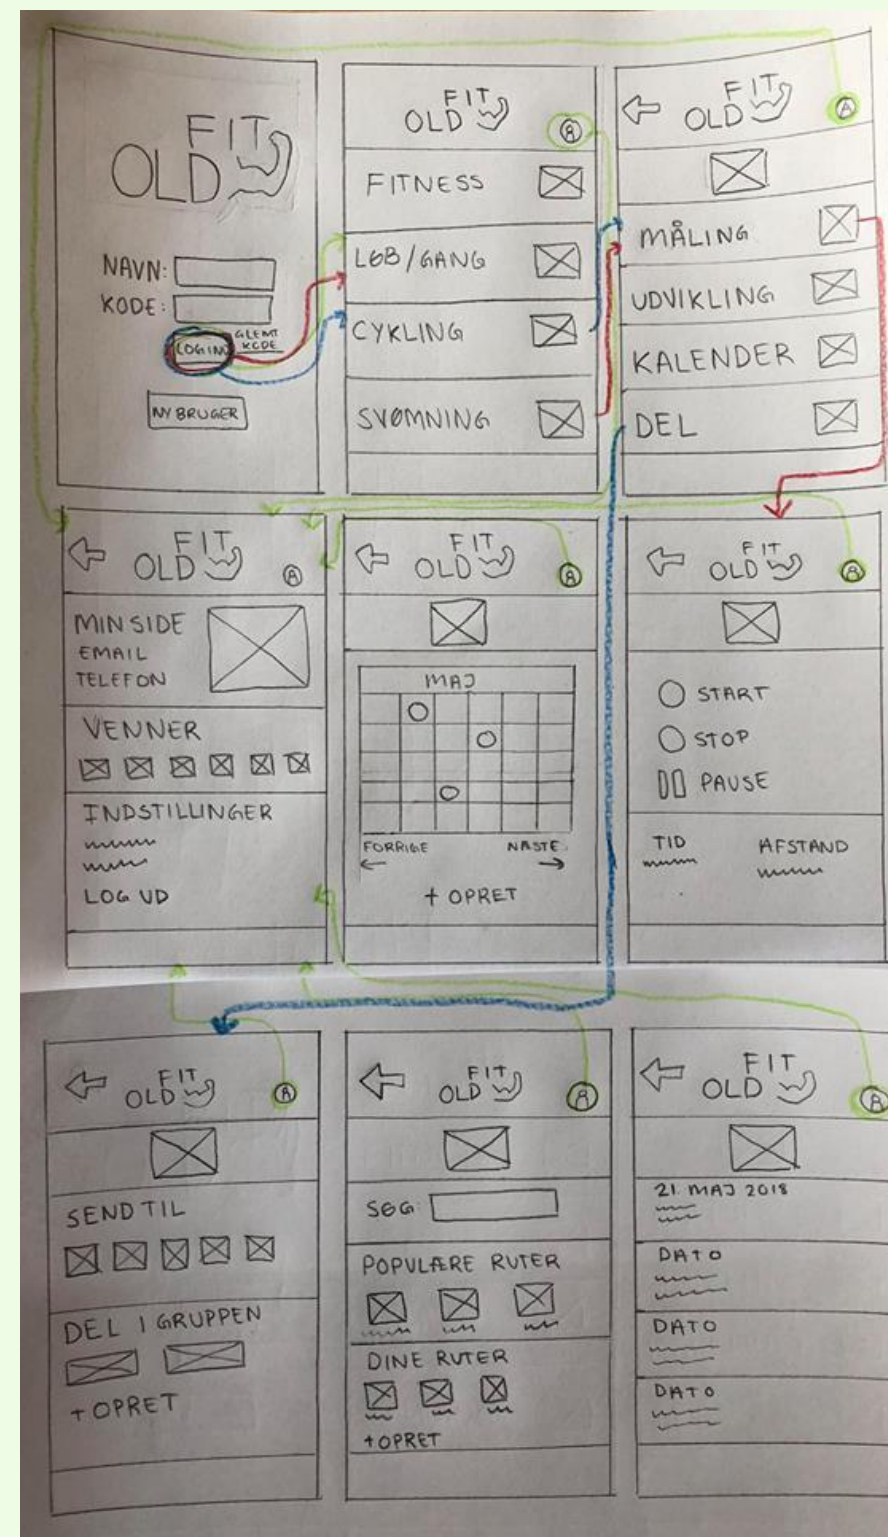 FIT
OLD
NAVN:
KODE:
LOGIN
GLEMT
KODE
NY BRUGER
FIT
OLD
FITNESS
LØB/GANG
CYKLING
SVØMNING
FIT
OLD
MÅLING
UDVIKLING
KALENDER
DEL
FIT
OLD
MIN SIDE
EMAIL
TELEFON
VENNER
INDSTILLINGER
LOG UD
FIT
OLD
MAJ
FORRIGE NÆSTE
+ OPRET
FIT
OLD
START
STOP
PAUSE
TID AFSTAND
FIT
OLD
SEND TIL
DEL I GRUPPEN
+ OPRET
FIT
OLD
SØG:
POPULÆRE RUTER
DINE RUTER
+ OPRET
FIT
OLD
21. MAJ 2018
DATO
DATO
DATO